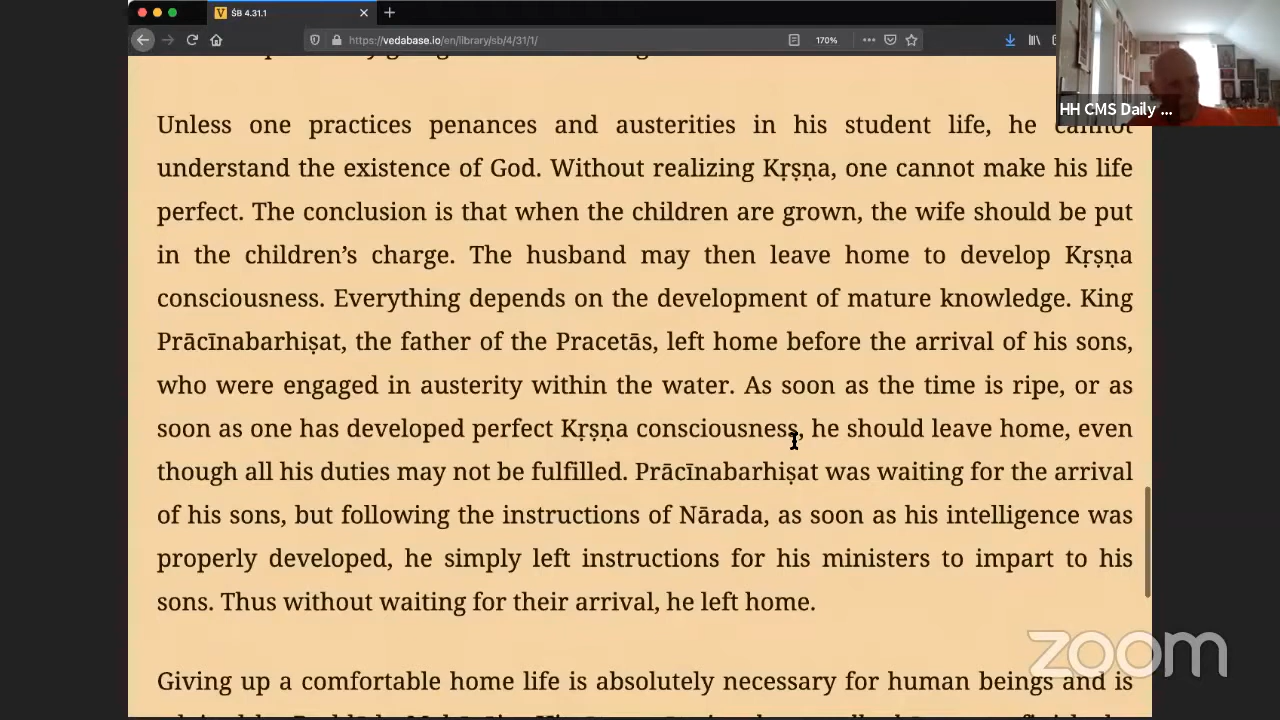 ŚB 4.31.1
https://vedabase.io/en/library/sb/4/31/1/
170%
HH CMS Daily ...
Unless one practices penances and austerities in his student life, he cannot
understand the existence of God. Without realizing Kṛṣṇa, one cannot make his life
perfect. The conclusion is that when the children are grown, the wife should be put
in the children’s charge. The husband may then leave home to develop Kṛṣṇa
consciousness. Everything depends on the development of mature knowledge. King
Prācīnabarhiṣat, the father of the Pracetās, left home before the arrival of his sons,
who were engaged in austerity within the water. As soon as the time is ripe, or as
soon as one has developed perfect Kṛṣṇa consciousness, he should leave home, even
though all his duties may not be fulfilled. Prācīnabarhiṣat was waiting for the arrival
of his sons, but following the instructions of Nārada, as soon as his intelligence was
properly developed, he simply left instructions for his ministers to impart to his
sons. Thus without waiting for their arrival, he left home.
Giving up a comfortable home life is absolutely necessary for human beings and is
zoom